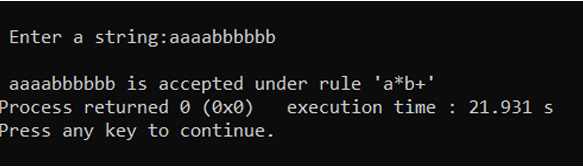 Enter a string:aaaabbbbbb
aaaabbbbbb is accepted under rule 'a*b+'
Process returned 0 (0x0)   execution time : 21.931 s
Press any key to continue.